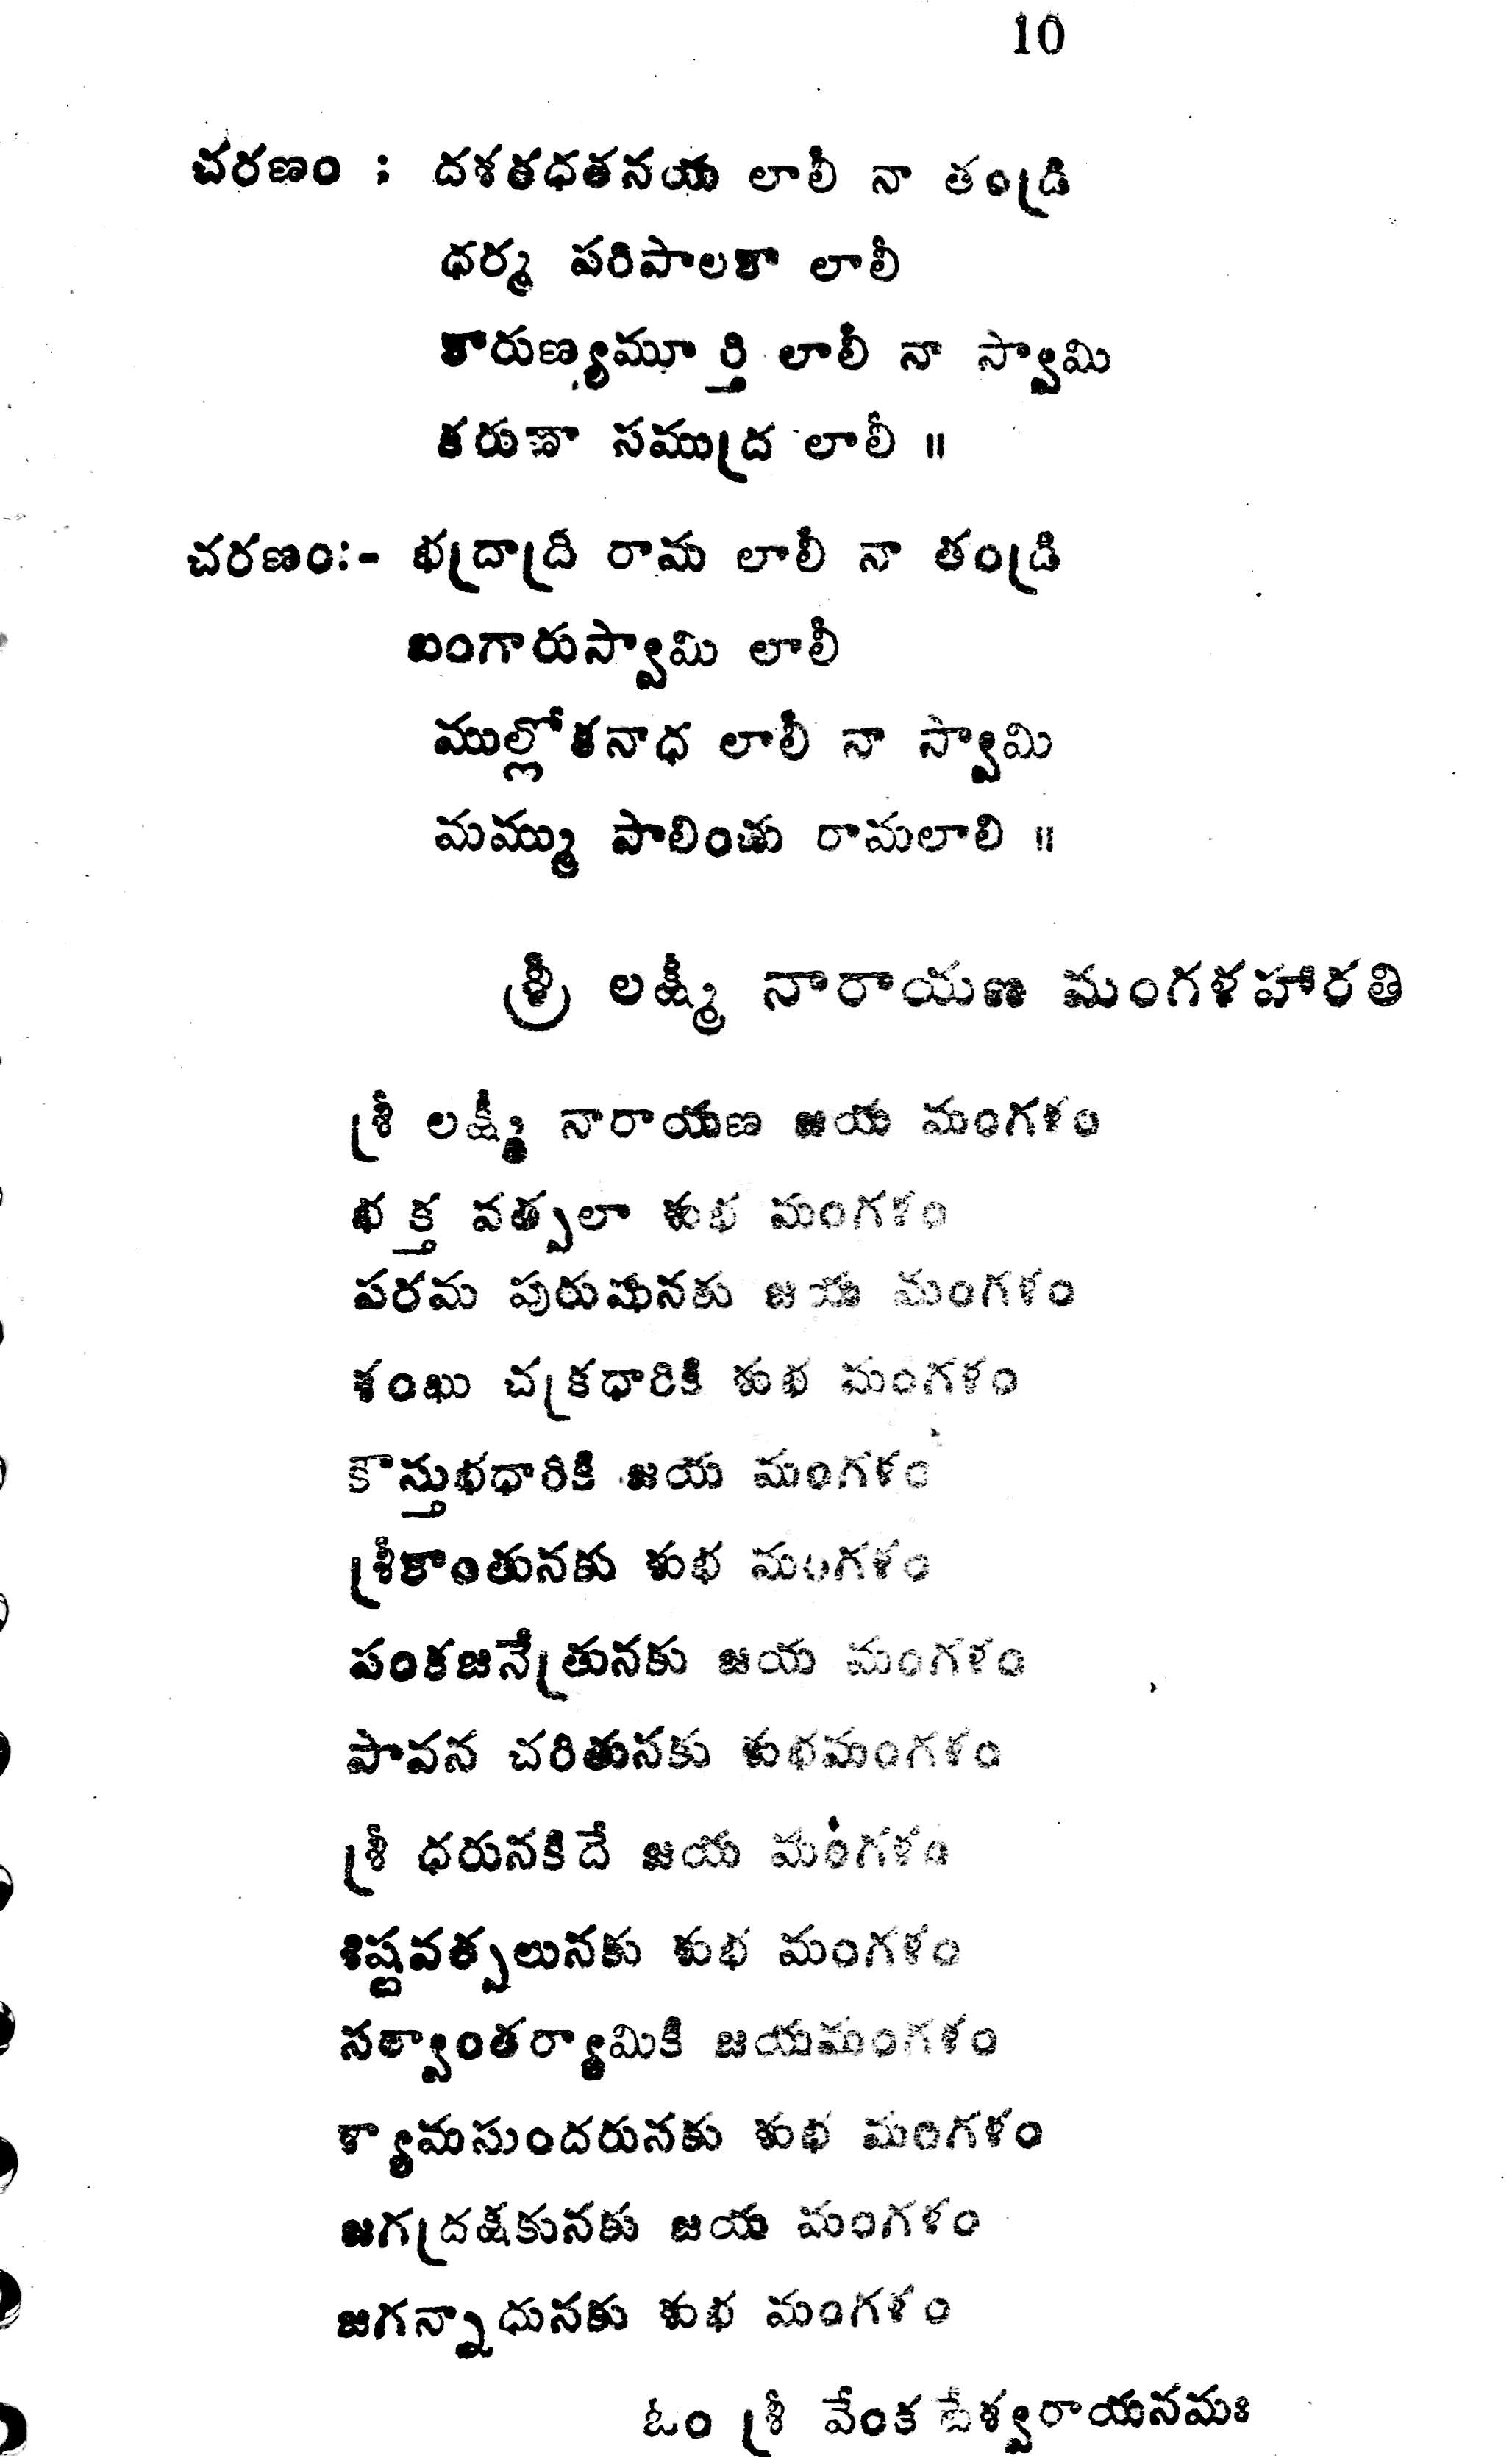 10
చరణం : దశరధతనయ లాలీ నా తండ్రి
ధర్మ పరిపాలకా లాలీ
కారుణ్యమూర్తి లాలీ నా స్వామి
కరుణా సముద్ర లాలీ ॥
చరణం:- భద్రాద్రి రామ లాలీ నా తండ్రి
బంగారుస్వామి లాలీ
ముల్లోకనాధ లాలీ నా స్వామి
మమ్ము పాలించు రామలాలి ॥
శ్రీ లక్ష్మీ నారాయణ మంగళహారతి
శ్రీ లక్ష్మీ నారాయణ జయ మంగళం
భక్త వత్సలా శుభ మంగళం
పరమ పురుషునకు జయ మంగళం
శంఖు చక్రధారికి శుభ మంగళం
కౌస్తుభధారికి జయ మంగళం
శ్రీకాంతునకు శుభ మంగళం
పంకజనేత్రునకు జయ మంగళం
పావన చరితునకు శుభమంగళం
శ్రీ ధరునకిదే జయ మంగళం
శిష్టవత్సలునకు శుభ మంగళం
సర్వాంతర్యామికి జయమంగళం
శ్యామసుందరునకు శుభ మంగళం
జగద్రక్షకునకు జయ మంగళం
జగన్నాధునకు శుభ మంగళం
ఓం శ్రీ వేంకటేశ్వరాయనమః